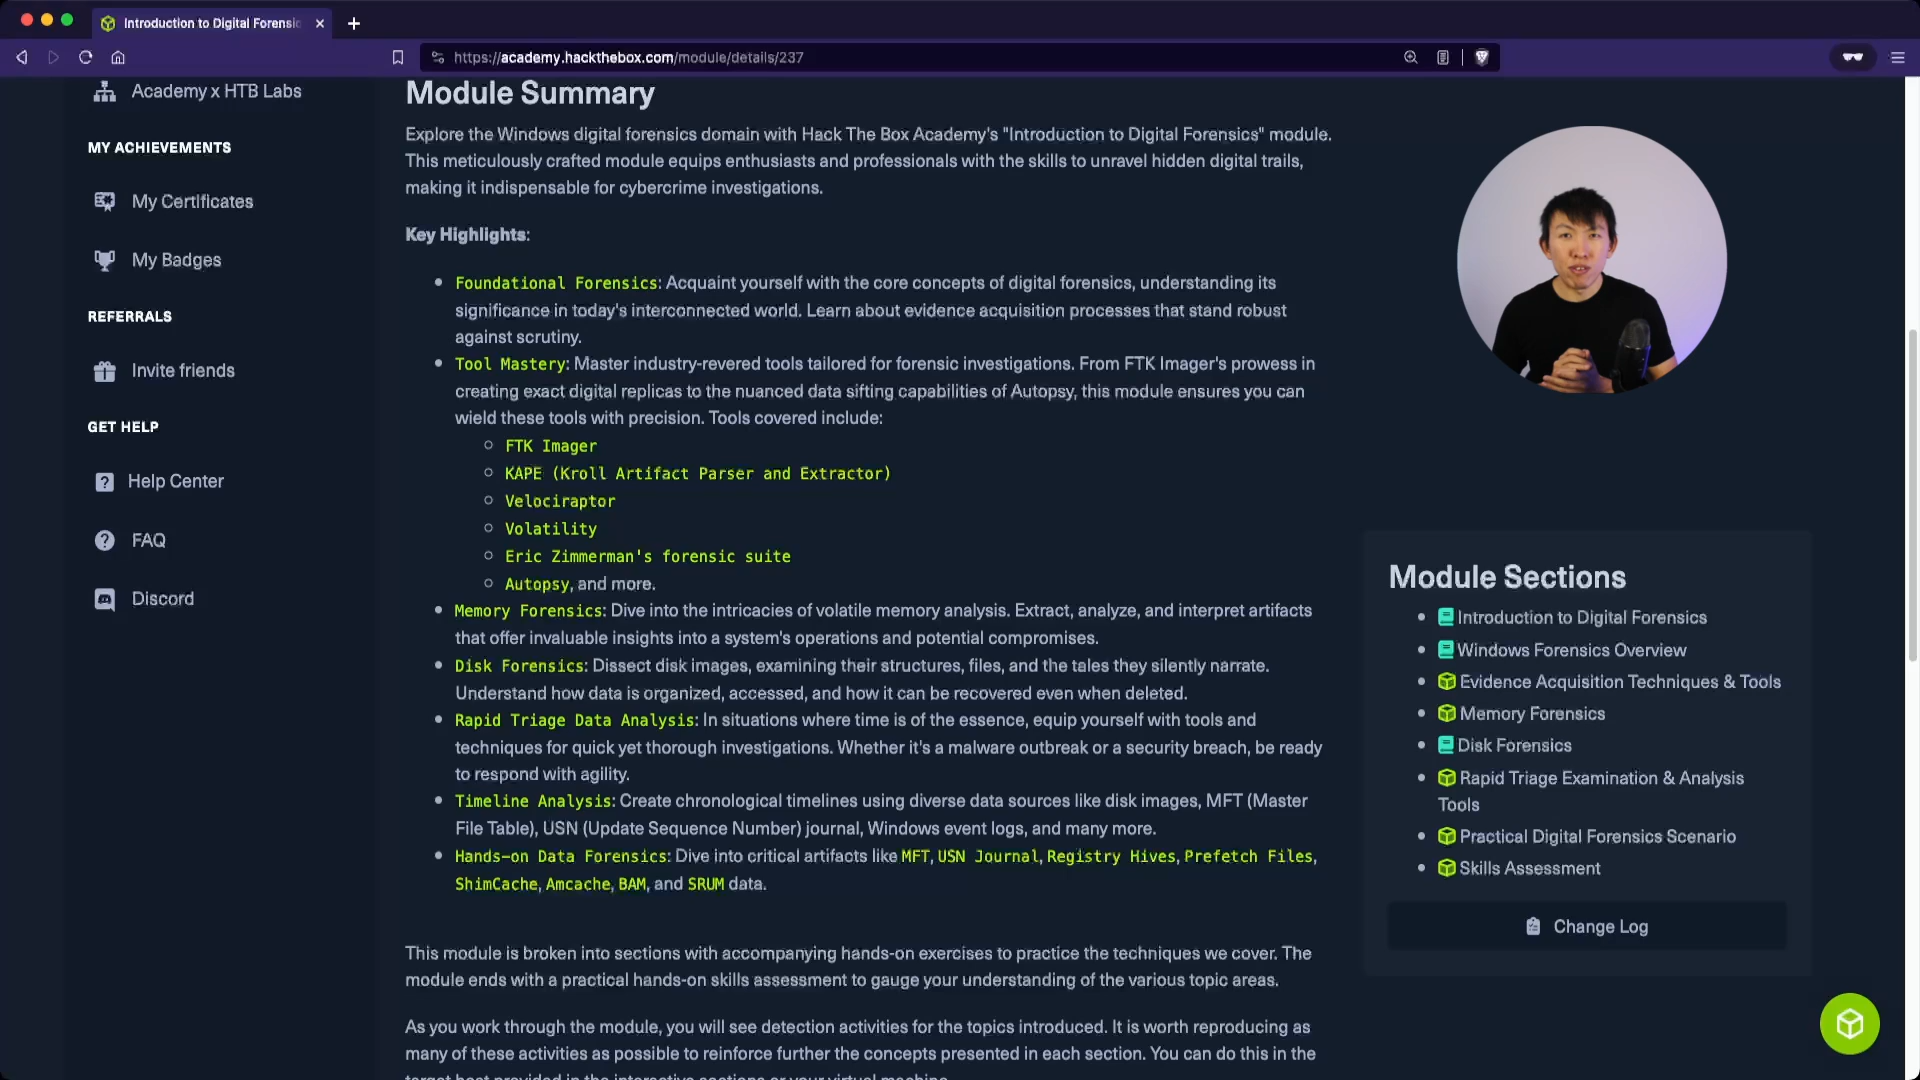 Introduction to Digital Forensic
https://academy.hackthebox.com/module/details/237
Academy x HTB Labs
MY ACHIEVEMENTS
My Certificates
My Badges
REFERRALS
Invite friends
GET HELP
Help Center
FAQ
Discord
Module Summary
Explore the Windows digital forensics domain with Hack The Box Academy's "Introduction to Digital Forensics" module.
This meticulously crafted module equips enthusiasts and professionals with the skills to unravel hidden digital trails,
making it indispensable for cybercrime investigations.
Key Highlights:
Foundational Forensics: Acquaint yourself with the core concepts of digital forensics, understanding its
significance in today's interconnected world. Learn about evidence acquisition processes that stand robust
against scrutiny.
Tool Mastery: Master industry-revered tools tailored for forensic investigations. From FTK Imager's prowess in
creating exact digital replicas to the nuanced data sifting capabilities of Autopsy, this module ensures you can
wield these tools with precision. Tools covered include:
FTK Imager
KAPE (Kroll Artifact Parser and Extractor)
Velociraptor
Volatility
Eric Zimmerman's forensic suite
Autopsy, and more.
Memory Forensics: Dive into the intricacies of volatile memory analysis. Extract, analyze, and interpret artifacts
that offer invaluable insights into a system's operations and potential compromises.
Disk Forensics: Dissect disk images, examining their structures, files, and the tales they silently narrate.
Understand how data is organized, accessed, and how it can be recovered even when deleted.
Rapid Triage Data Analysis: In situations where time is of the essence, equip yourself with tools and
techniques for quick yet thorough investigations. Whether it's a malware outbreak or a security breach, be ready
to respond with agility.
Timeline Analysis: Create chronological timelines using diverse data sources like disk images, MFT (Master
File Table), USN (Update Sequence Number) journal, Windows event logs, and many more.
Hands-on Data Forensics: Dive into critical artifacts like MFT, USN Journal, Registry Hives, Prefetch Files,
ShimCache, Amcache, BAM, and SRUM data.
This module is broken into sections with accompanying hands-on exercises to practice the techniques we cover. The
module ends with a practical hands-on skills assessment to gauge your understanding of the various topic areas.
As you work through the module, you will see detection activities for the topics introduced. It is worth reproducing as
many of these activities as possible to reinforce further the concepts presented in each section. You can do this in the
target host provided in the interactive sections or your virtual machine.
Module Sections
Introduction to Digital Forensics
Windows Forensics Overview
Evidence Acquisition Techniques & Tools
Memory Forensics
Disk Forensics
Rapid Triage Examination & Analysis
Tools
Practical Digital Forensics Scenario
Skills Assessment
Change Log